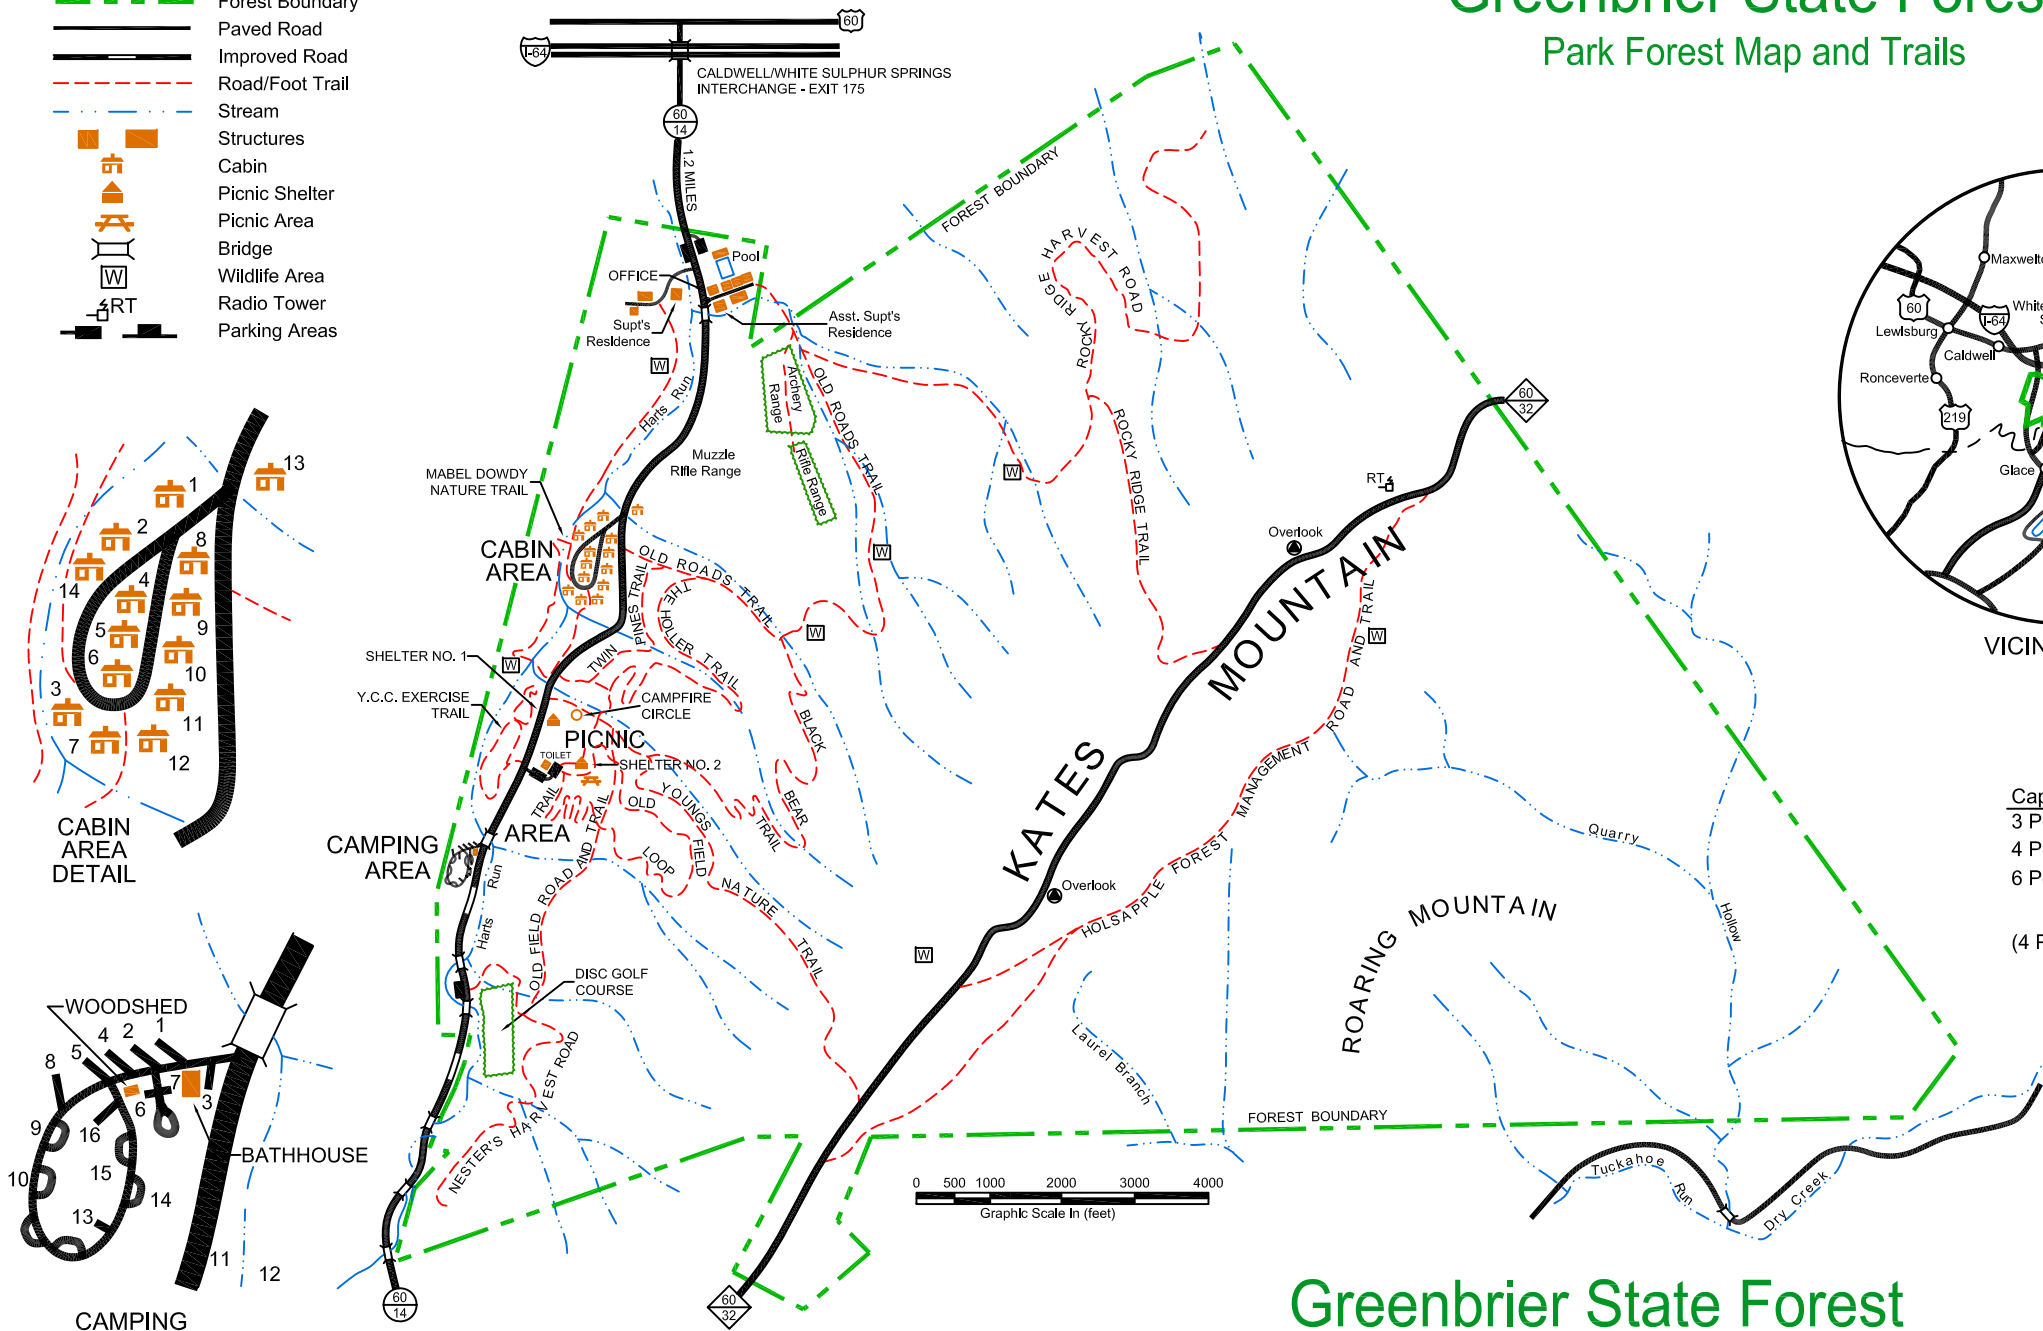 Greenbrier State Forest
Park Forest Map and Trails
Forest Boundary
Paved Road
Improved Road
Road/Foot Trail
Stream
Structures
Cabin
Picnic Shelter
Picnic Area
Bridge
W
Wildlife Area
RT
Radio Tower
Parking Areas
60
I-64
CALDWELL/WHITE SULPHUR SPRINGS
INTERCHANGE - EXIT 175
60
14
1.2 MILES
FOREST BOUNDARY
Pool
OFFICE
Supt's
Residence
Asst. Supt's
Residence
W
Harts Run
Archery
Range
Rifle Range
OLD ROADS TRAIL
Muzzle
Rifle Range
ROCKY RIDGE HARVEST ROAD
ROCKY RIDGE TRAIL
W
W
W
MABEL DOWDY
NATURE TRAIL
CABIN
AREA
OLD ROADS TRAIL
THE HOLLER TRAIL
TWIN PINES TRAIL
SHELTER NO. 1
W
Y.C.C. EXERCISE
TRAIL
CAMPFIRE
CIRCLE
PICNIC
AREA
TOILET
SHELTER NO. 2
BLACK BEAR TRAIL
TRAIL
OLD
LOOP
YOUNGS FIELD NATURE TRAIL
CAMPING
AREA
Harts Run
OLD FIELD ROAD AND TRAIL
DISC GOLF
COURSE
NESTER'S HARVEST ROAD
60
14
60
32
60
32
RT
Overlook
KATES MOUNTAIN
Overlook
W
W
HOLSAPPLE FOREST MANAGEMENT ROAD AND TRAIL
ROARING MOUNTAIN
Quarry Hollow
Laurel Branch
FOREST BOUNDARY
Tuckahoe Run
Dry Creek
0 500 1000 2000 3000 4000
Graphic Scale in (feet)
1
2
3
4
5
6
7
8
9
10
11
12
13
14
CABIN
AREA
DETAIL
WOODSHED
BATHHOUSE
1
2
3
4
5
6
7
8
9
10
11
12
13
14
15
16
CAMPING
60
I-64
219
Lewisburg
Caldwell
Ronceverte
Glace
Greenbrier State Forest